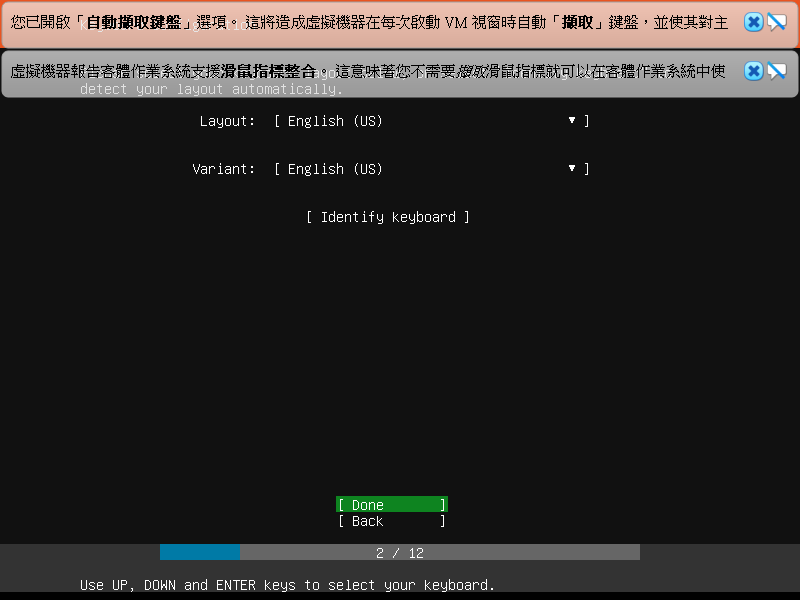 您已開啟「自動擷取鍵盤」選項。 這將造成虛擬機器在每次啟動 VM 視窗時自動「擷取」鍵盤，並使其對主
虛擬機器報告客體作業系統支援滑鼠指標整合。 這意味著您不需要擷取滑鼠指標就可以在客體作業系統中使
detect your layout automatically.
Layout: [ English (US) ▼ ]
Variant: [ English (US) ▼ ]
[ Identify keyboard ]
[ Done ]
[ Back ]
2 / 12
Use UP, DOWN and ENTER keys to select your keyboard.